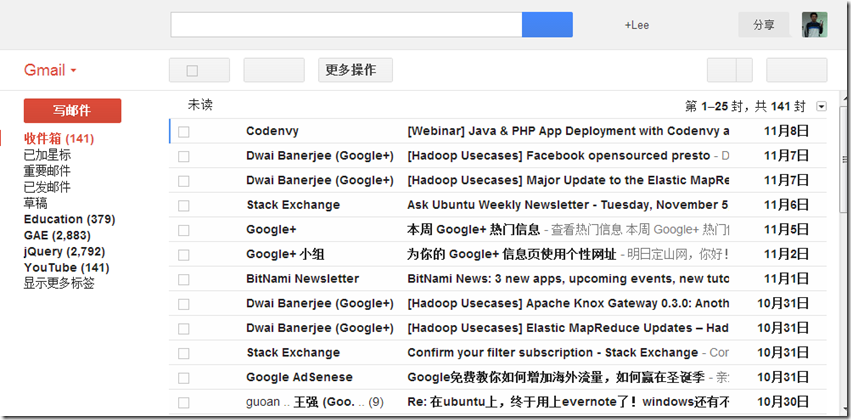 +Lee 分享
Gmail 更多操作
写邮件
收件箱 (141)
已加星标
重要邮件
已发邮件
草稿
Education (379)
GAE (2,883)
jQuery (2,792)
YouTube (141)
显示更多标签
未读 第 1–25 封，共 141 封
Codenvy [Webinar] Java & PHP App Deployment with Codenvy a 11月8日
Dwai Banerjee (Google+) [Hadoop Usecases] Facebook opensourced presto - D 11月7日
Dwai Banerjee (Google+) [Hadoop Usecases] Major Update to the Elastic MapRe 11月7日
Stack Exchange Ask Ubuntu Weekly Newsletter - Tuesday, November 5 11月6日
Google+ 本周 Google+ 热门信息 - 查看热门信息 本周 Google+ 热门信 11月5日
Google+ 小组 为你的 Google+ 信息页使用个性网址 - 明日定山网，你好！ 11月2日
BitNami Newsletter BitNami News: 3 new apps, upcoming events, new tuto 11月1日
Dwai Banerjee (Google+) [Hadoop Usecases] Apache Knox Gateway 0.3.0: Anoth 10月31日
Dwai Banerjee (Google+) [Hadoop Usecases] Elastic MapReduce Updates – Had 10月31日
Stack Exchange Confirm your filter subscription - Stack Exchange - Cor 10月31日
Google AdSenese Google免费教你如何增加海外流量，如何赢在圣诞季 - 亲 10月31日
guoan .. 王强 (Goo. .. (9) Re: 在ubuntu上，终于用上evernote了！windows还有不 10月30日